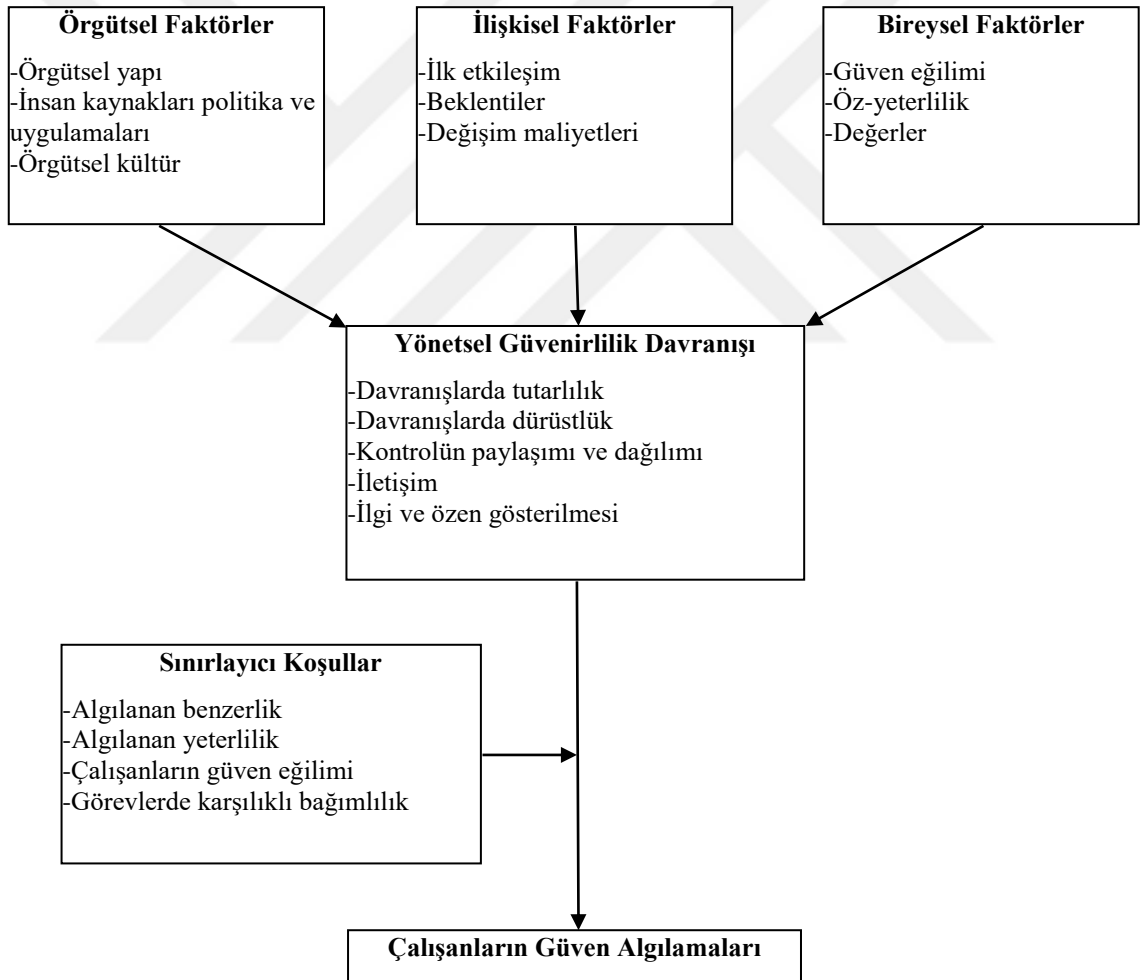 Örgütsel Faktörler
-Örgütsel yapı
-İnsan kaynakları politika ve
uygulamaları
-Örgütsel kültür
İlişkisel Faktörler
-İlk etkileşim
-Beklentiler
-Değişim maliyetleri
Bireysel Faktörler
-Güven eğilimi
-Öz-yeterlilik
-Değerler
Yönetsel Güvenirlilik Davranışı
-Davranışlarda tutarlılık
-Davranışlarda dürüstlük
-Kontrolün paylaşımı ve dağılımı
-İletişim
-İlgi ve özen gösterilmesi
Sınırlayıcı Koşullar
-Algılanan benzerlik
-Algılanan yeterlilik
-Çalışanların güven eğilimi
-Görevlerde karşılıklı bağımlılık
Çalışanların Güven Algılamaları